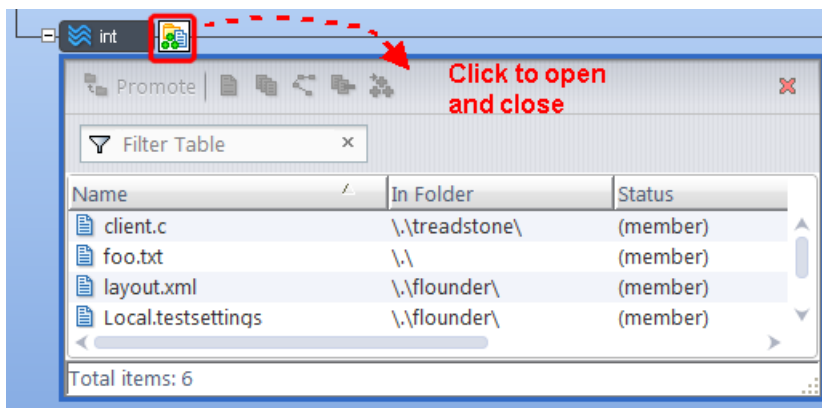 int
Click to open
and close
Promote
Filter Table
Name In Folder Status
client.c \.\treadstone\ (member)
foo.txt \.\ (member)
layout.xml \.\flounder\ (member)
Local.testsettings \.\flounder\ (member)
Total items: 6